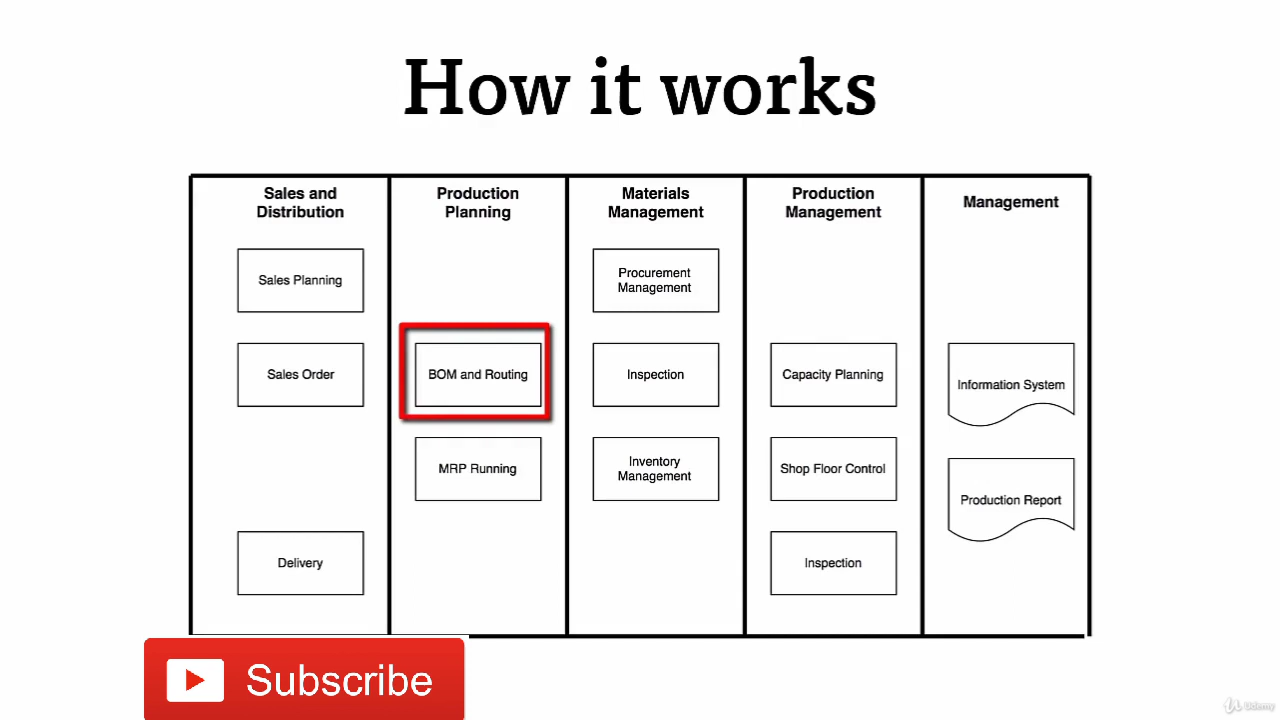 How it works
Sales and
Distribution
Production
Planning
Materials
Management
Production
Management
Management
Sales Planning
Procurement
Management
Sales Order
BOM and Routing
Inspection
Capacity Planning
Information System
MRP Running
Inventory
Management
Shop Floor Control
Production Report
Delivery
Inspection
Subscribe
Udemy